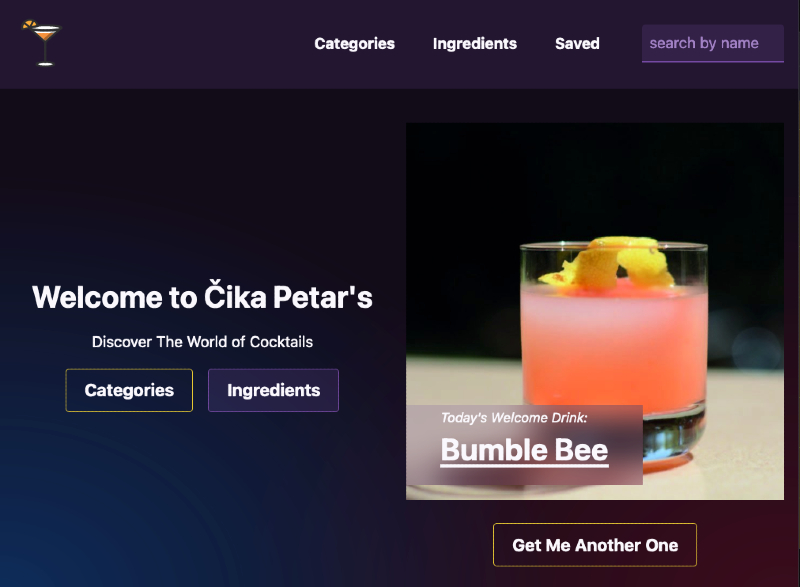 Categories Ingredients Saved search by name
Welcome to Čika Petar's
Discover The World of Cocktails
Categories Ingredients
Today's Welcome Drink:
Bumble Bee
Get Me Another One